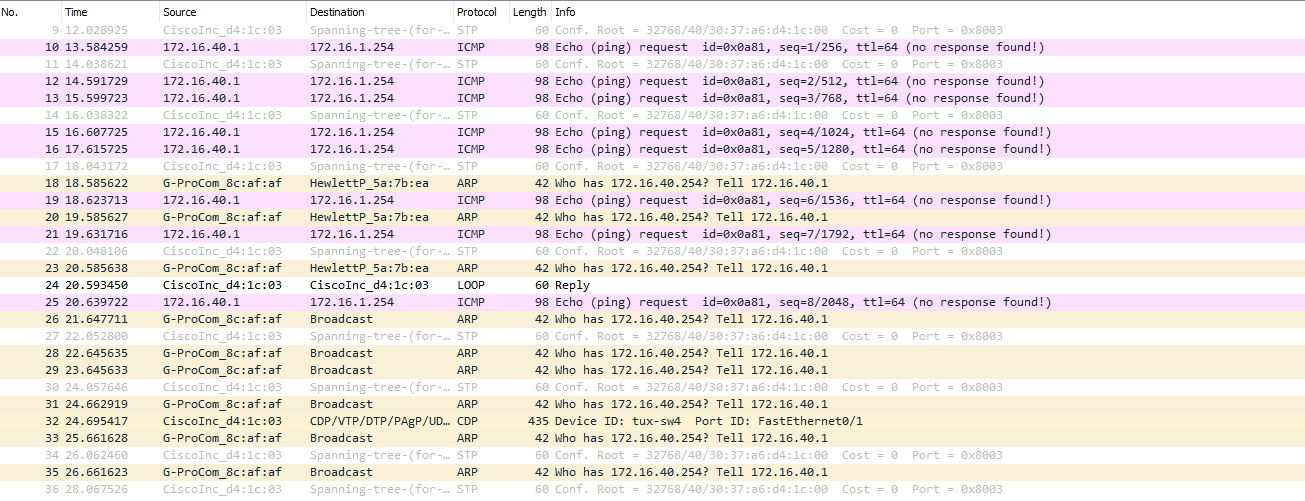 No. Time Source Destination Protocol Length Info
9 12.028925 CiscoInc_d4:1c:03 Spanning-tree-(for-… STP 60 Conf. Root = 32768/40/30:37:a6:d4:1c:00 Cost = 0 Port = 0x8003
10 13.584259 172.16.40.1 172.16.1.254 ICMP 98 Echo (ping) request id=0x0a81, seq=1/256, ttl=64 (no response found!)
11 14.038621 CiscoInc_d4:1c:03 Spanning-tree-(for-… STP 60 Conf. Root = 32768/40/30:37:a6:d4:1c:00 Cost = 0 Port = 0x8003
12 14.591729 172.16.40.1 172.16.1.254 ICMP 98 Echo (ping) request id=0x0a81, seq=2/512, ttl=64 (no response found!)
13 15.599723 172.16.40.1 172.16.1.254 ICMP 98 Echo (ping) request id=0x0a81, seq=3/768, ttl=64 (no response found!)
14 16.038322 CiscoInc_d4:1c:03 Spanning-tree-(for-… STP 60 Conf. Root = 32768/40/30:37:a6:d4:1c:00 Cost = 0 Port = 0x8003
15 16.607725 172.16.40.1 172.16.1.254 ICMP 98 Echo (ping) request id=0x0a81, seq=4/1024, ttl=64 (no response found!)
16 17.615725 172.16.40.1 172.16.1.254 ICMP 98 Echo (ping) request id=0x0a81, seq=5/1280, ttl=64 (no response found!)
17 18.043172 CiscoInc_d4:1c:03 Spanning-tree-(for-… STP 60 Conf. Root = 32768/40/30:37:a6:d4:1c:00 Cost = 0 Port = 0x8003
18 18.585622 G-ProCom_8c:af:af HewlettP_5a:7b:ea ARP 42 Who has 172.16.40.254? Tell 172.16.40.1
19 18.623713 172.16.40.1 172.16.1.254 ICMP 98 Echo (ping) request id=0x0a81, seq=6/1536, ttl=64 (no response found!)
20 19.585627 G-ProCom_8c:af:af HewlettP_5a:7b:ea ARP 42 Who has 172.16.40.254? Tell 172.16.40.1
21 19.631716 172.16.40.1 172.16.1.254 ICMP 98 Echo (ping) request id=0x0a81, seq=7/1792, ttl=64 (no response found!)
22 20.048106 CiscoInc_d4:1c:03 Spanning-tree-(for-… STP 60 Conf. Root = 32768/40/30:37:a6:d4:1c:00 Cost = 0 Port = 0x8003
23 20.585638 G-ProCom_8c:af:af HewlettP_5a:7b:ea ARP 42 Who has 172.16.40.254? Tell 172.16.40.1
24 20.593450 CiscoInc_d4:1c:03 CiscoInc_d4:1c:03 LOOP 60 Reply
25 20.639722 172.16.40.1 172.16.1.254 ICMP 98 Echo (ping) request id=0x0a81, seq=8/2048, ttl=64 (no response found!)
26 21.647711 G-ProCom_8c:af:af Broadcast ARP 42 Who has 172.16.40.254? Tell 172.16.40.1
27 22.052800 CiscoInc_d4:1c:03 Spanning-tree-(for-… STP 60 Conf. Root = 32768/40/30:37:a6:d4:1c:00 Cost = 0 Port = 0x8003
28 22.645635 G-ProCom_8c:af:af Broadcast ARP 42 Who has 172.16.40.254? Tell 172.16.40.1
29 23.645633 G-ProCom_8c:af:af Broadcast ARP 42 Who has 172.16.40.254? Tell 172.16.40.1
30 24.057646 CiscoInc_d4:1c:03 Spanning-tree-(for-… STP 60 Conf. Root = 32768/40/30:37:a6:d4:1c:00 Cost = 0 Port = 0x8003
31 24.662919 G-ProCom_8c:af:af Broadcast ARP 42 Who has 172.16.40.254? Tell 172.16.40.1
32 24.695417 CiscoInc_d4:1c:03 CDP/VTP/DTP/PAgP/UD… CDP 435 Device ID: tux-sw4 Port ID: FastEthernet0/1
33 25.661628 G-ProCom_8c:af:af Broadcast ARP 42 Who has 172.16.40.254? Tell 172.16.40.1
34 26.062460 CiscoInc_d4:1c:03 Spanning-tree-(for-… STP 60 Conf. Root = 32768/40/30:37:a6:d4:1c:00 Cost = 0 Port = 0x8003
35 26.661623 G-ProCom_8c:af:af Broadcast ARP 42 Who has 172.16.40.254? Tell 172.16.40.1
36 28.067526 CiscoInc_d4:1c:03 Spanning-tree-(for-… STP 60 Conf. Root = 32768/40/30:37:a6:d4:1c:00 Cost = 0 Port = 0x8003